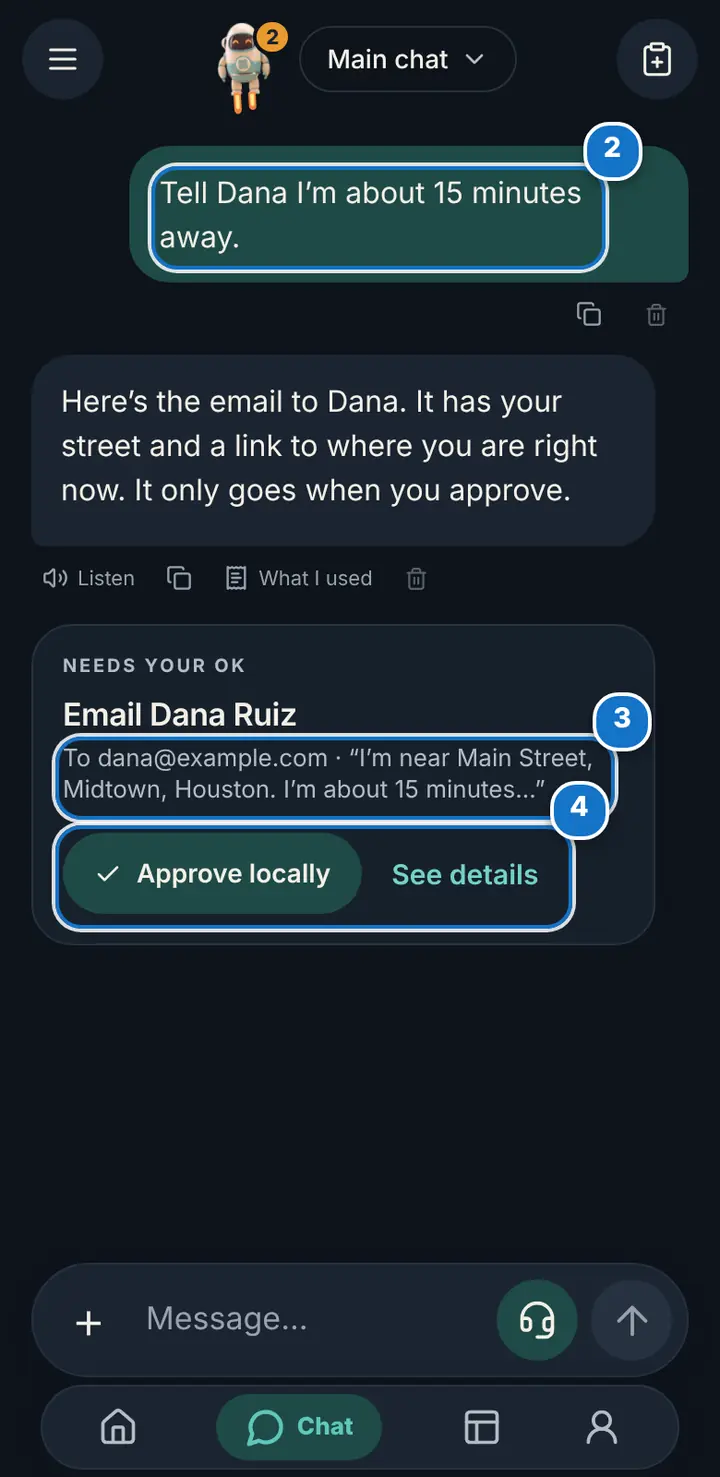 2
Main chat
2
Tell Dana I’m about 15 minutes
away.
Here’s the email to Dana. It has your
street and a link to where you are right
now. It only goes when you approve.
Listen
What I used
NEEDS YOUR OK
Email Dana Ruiz
3
To dana@example.com · “I’m near Main Street,
Midtown, Houston. I’m about 15 minutes…”
4
Approve locally
See details
Message…
Chat